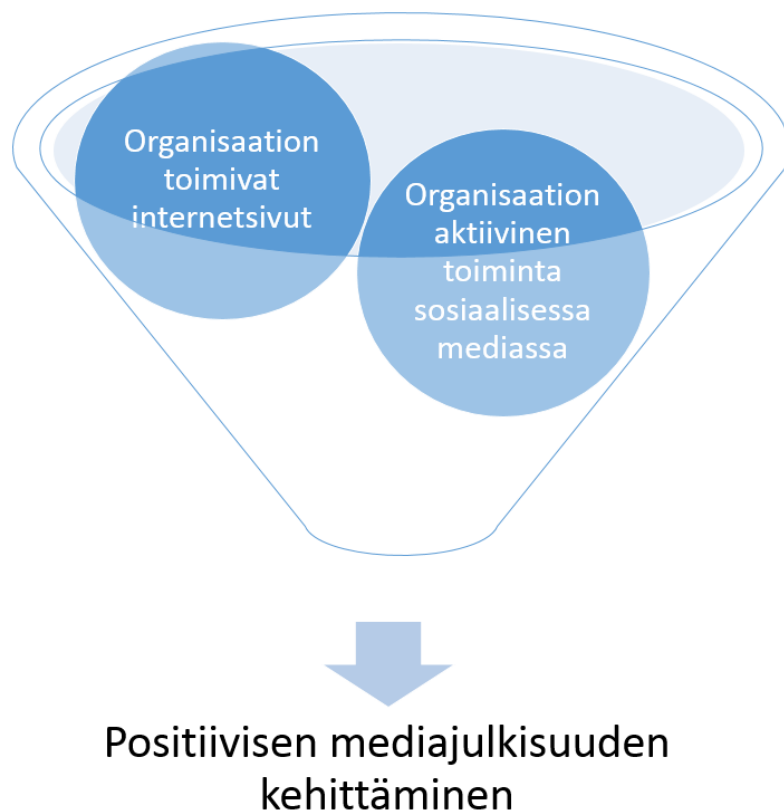 Organisaation
toimivat
internetsivut
Organisaation
aktiivinen
toiminta
sosiaalisessa
mediassa
Positiivisen mediajulkisuuden
kehittäminen